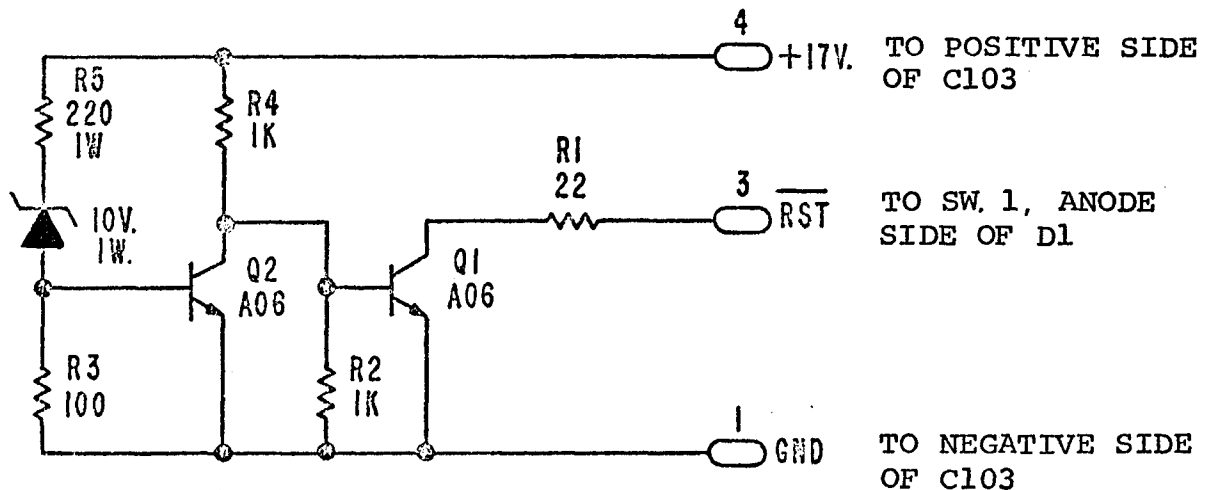 4
+17V.
TO POSITIVE SIDE
OF C103
R5
220
1W
R4
1K
R1
22
3
RST
TO SW. 1, ANODE
SIDE OF D1
10V.
1W.
Q2
A06
Q1
A06
R3
100
R2
1K
1
GND
TO NEGATIVE SIDE
OF C103